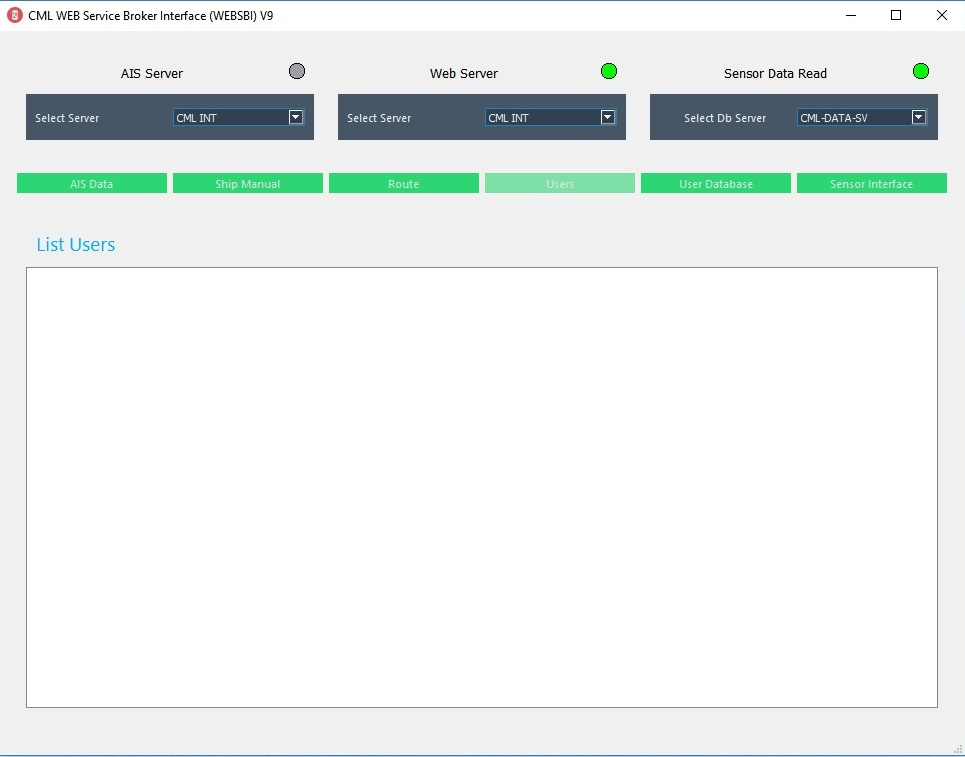 CML WEB Service Broker Interface (WEBSBI) V9
AIS Server
Web Server
Sensor Data Read
Select Server
CML INT
Select Server
CML INT
Select Db Server
CML-DATA-SV
AIS Data
Ship Manual
Route
Users
User Database
Sensor Interface
List Users